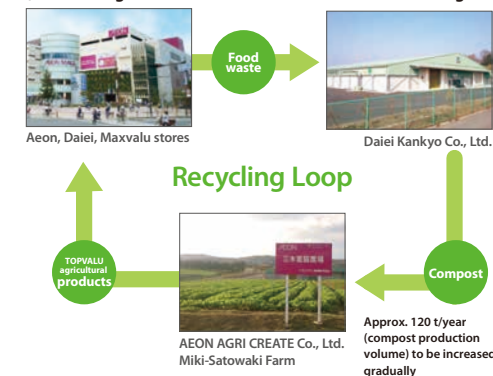 Food
waste
Aeon, Daiei, Maxvalu stores
Daiei Kankyo Co., Ltd.
Recycling Loop
TOPVALU
agricultural
products
Compost
AEON AGRI CREATE Co., Ltd.
Miki-Satowaki Farm
Approx. 120 t/year
(compost production
volume) to be increased
gradually